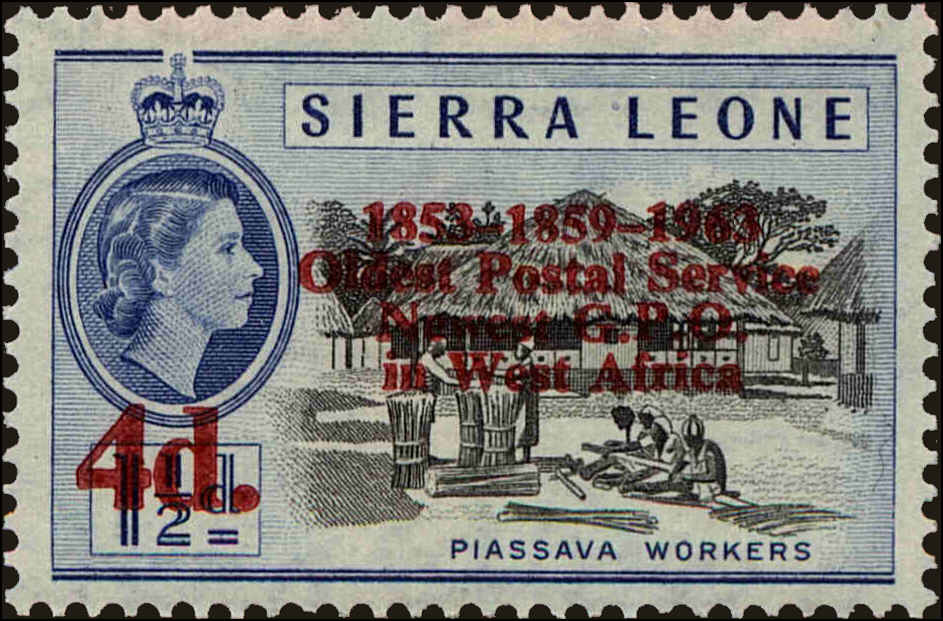 SIERRA LEONE
1853-1859-1963
Oldest Postal Service
Newest G.P.O.
in West Africa
4d.
1½d
PIASSAVA WORKERS